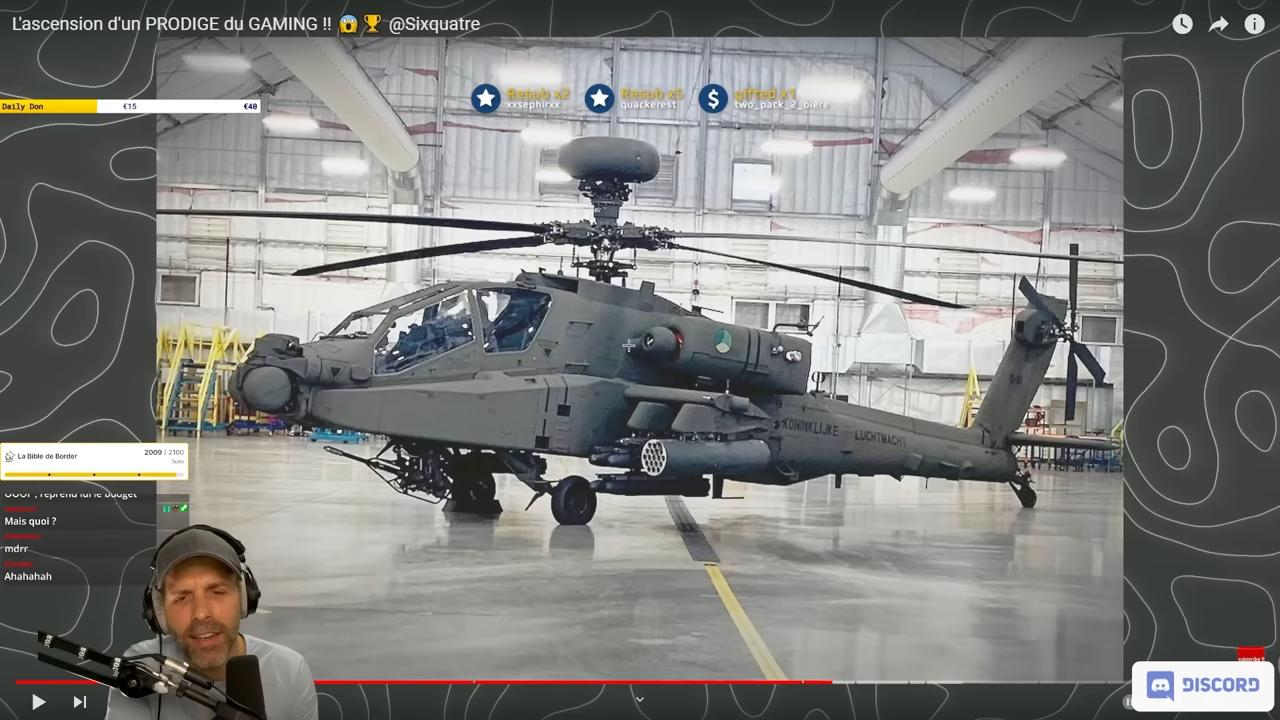 L'ascension d'un PRODIGE du GAMING !! 😱🏆 @Sixquatre
Daily Don
€15
€40
Resub x2
xxsephirxx
Resub x5
quackerest
gifted x1
two_pack_2_biere
KONINKLIJKE LUCHTMACHT
La Bible de Border
2009 / 2100
Subs
Mais quoi ?
mdrr
Ahahahah
DISCORD